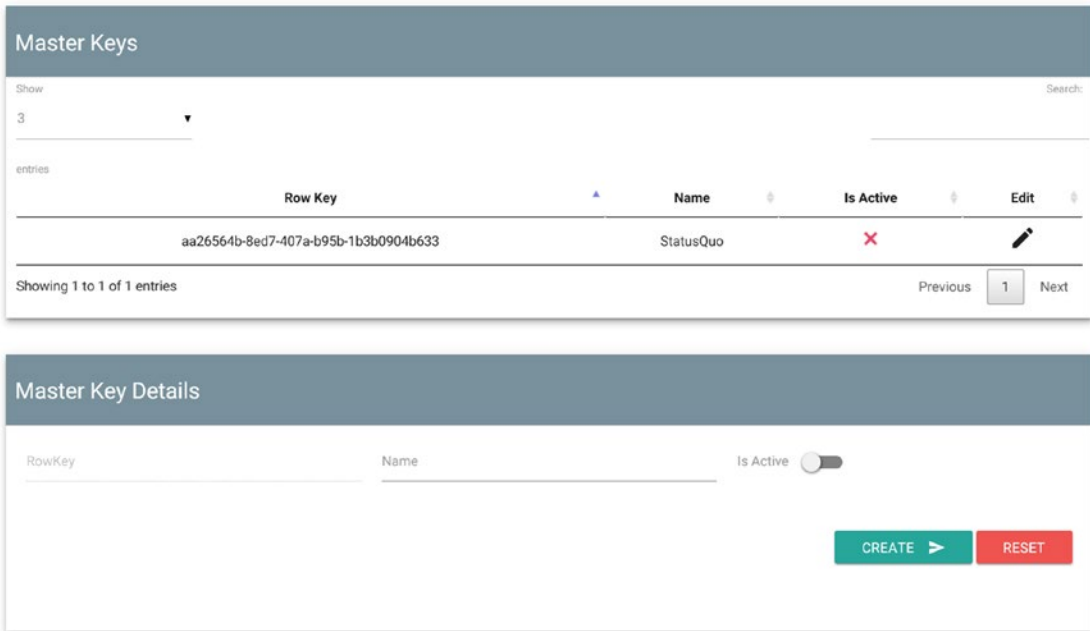 Master Keys
Show
Search:
3
entries
Row Key Name Is Active Edit
aa26564b-8ed7-407a-b95b-1b3b0904b633 StatusQuo
Showing 1 to 1 of 1 entries Previous 1 Next
Master Key Details
RowKey Name Is Active
CREATE RESET